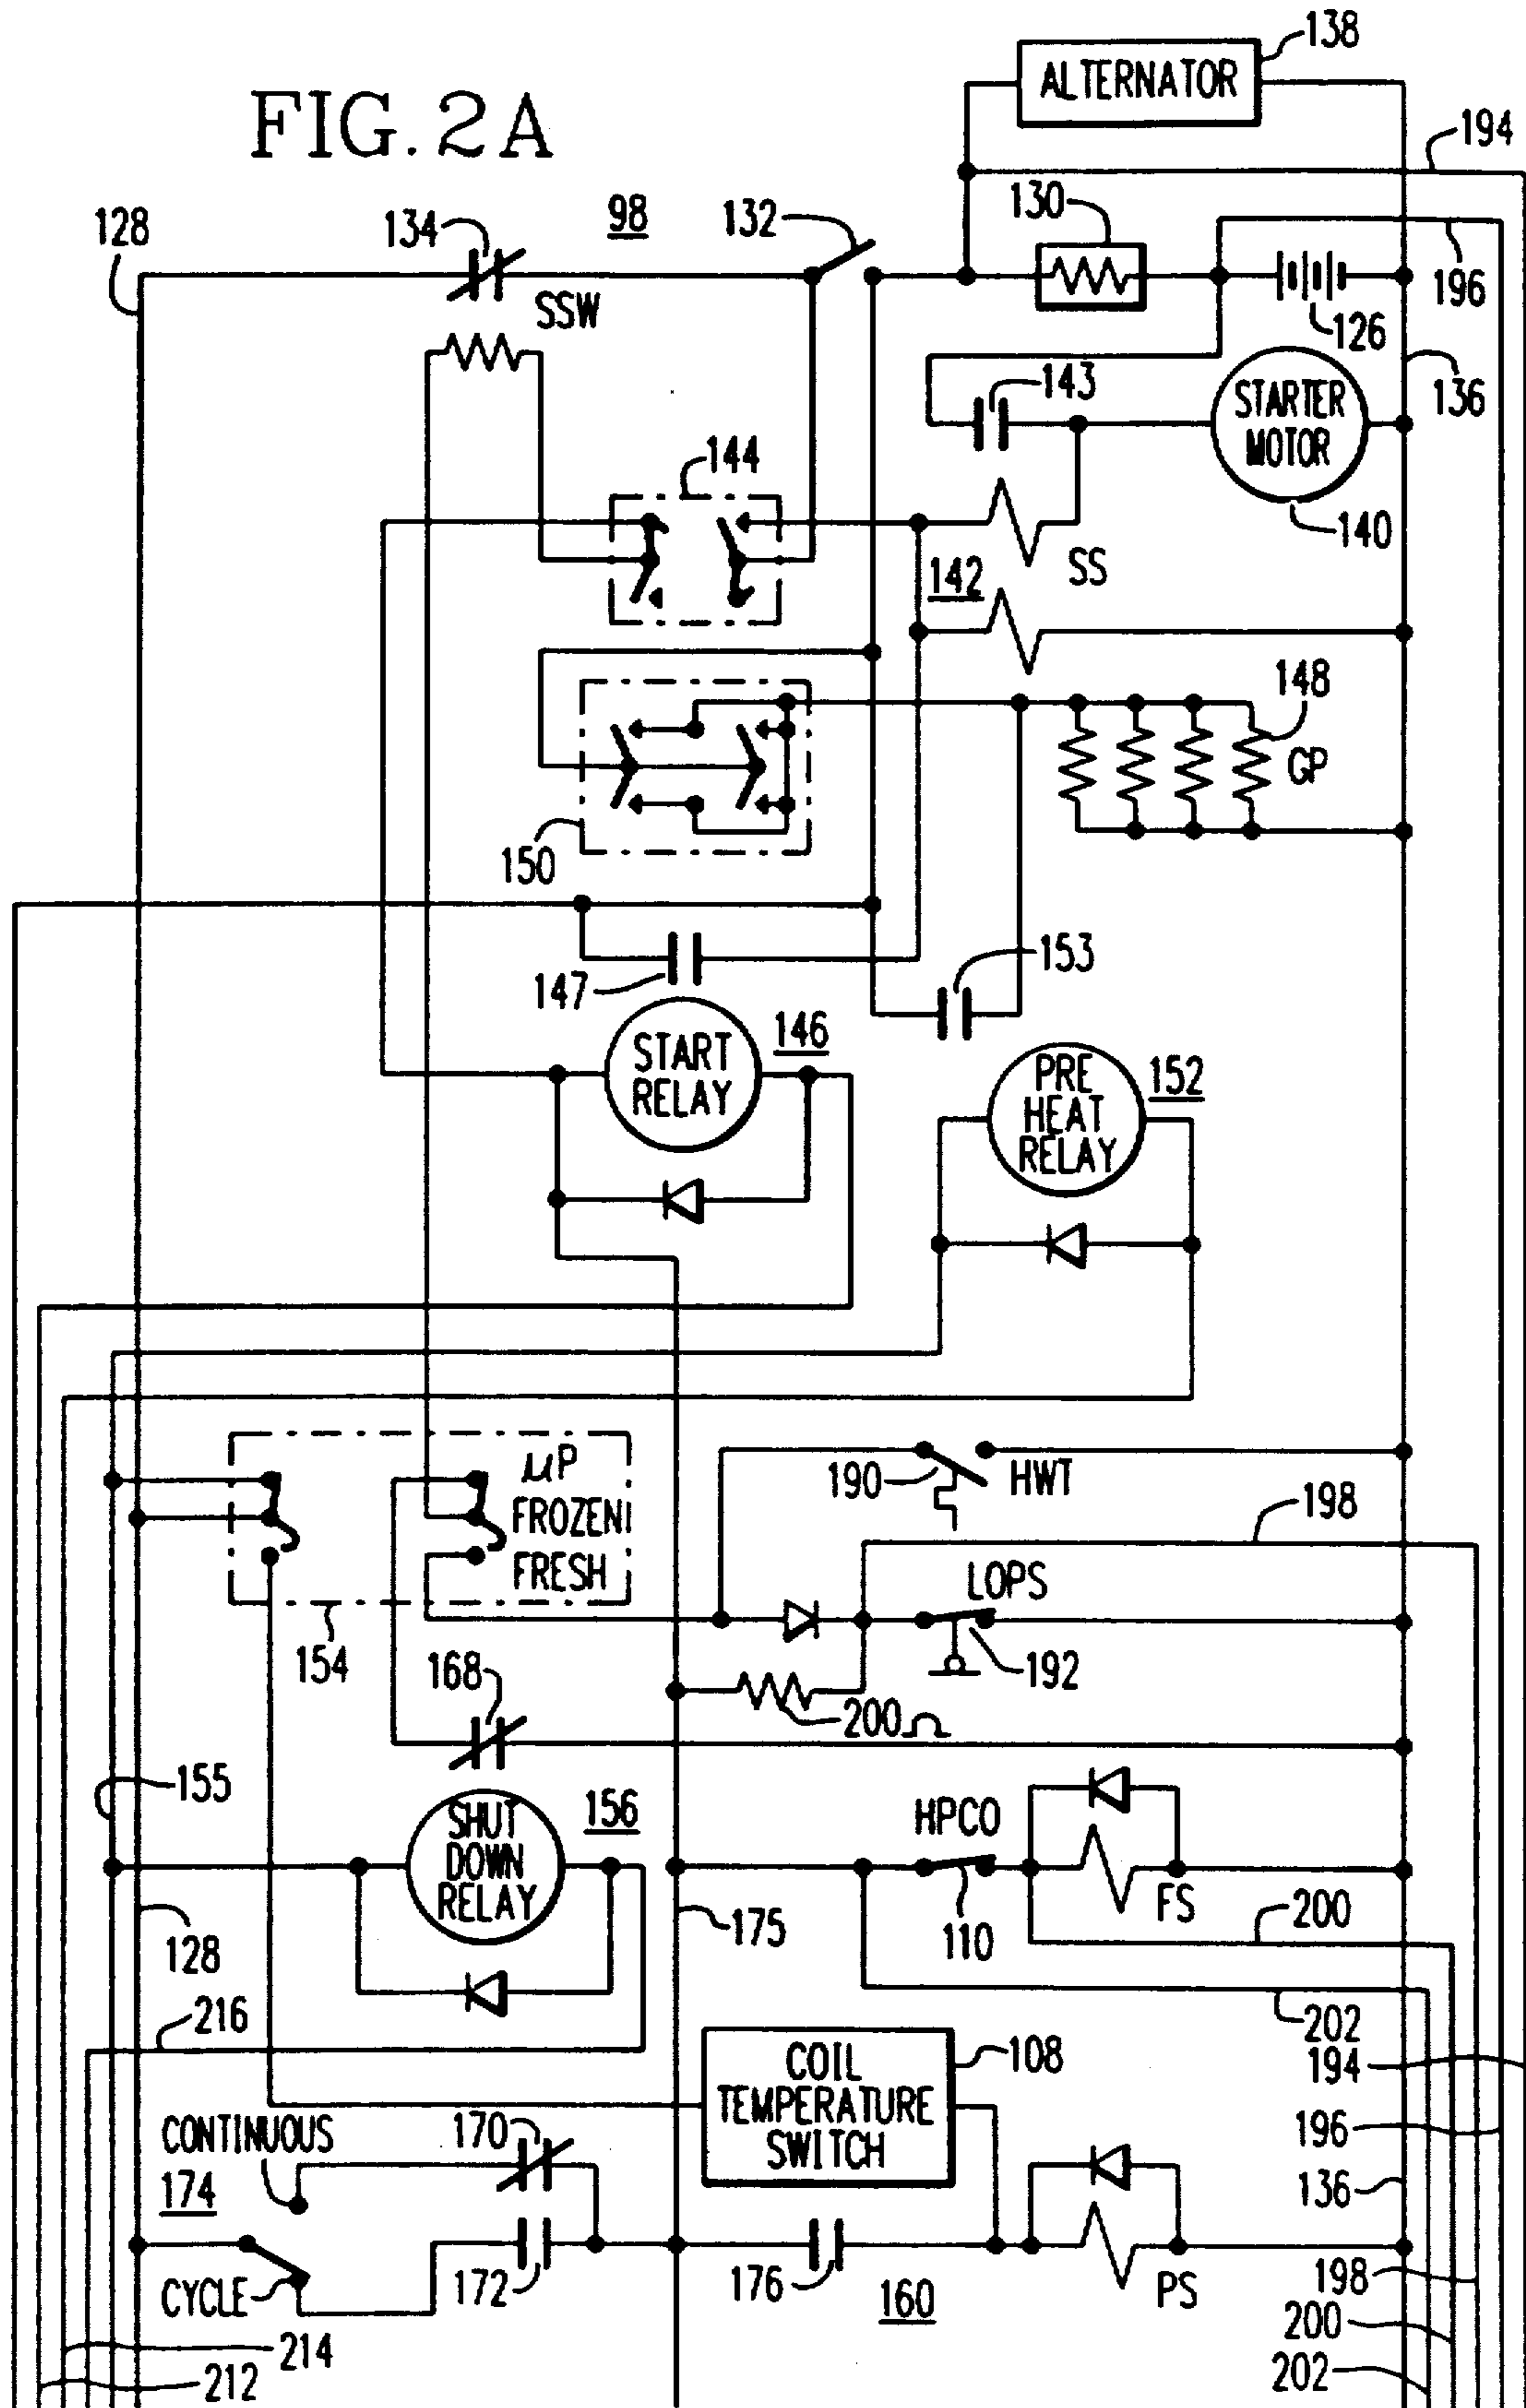 FIG. 2A
138
ALTERNATOR
194
128
134
98
132
130
196
SSW
126
143
STARTER
MOTOR
136
144
140
142
SS
148
GP
150
153
147
START
RELAY
146
PRE
HEAT
RELAY
152
µP
FROZEN
FRESH
190
HWT
198
LOPS
154
168
192
200Ω
155
SHUT
DOWN
RELAY
156
HPCO
FS
128
175
110
200
216
202
COIL
TEMPERATURE
SWITCH
108
194
CONTINUOUS
170
196
174
136
CYCLE
172
176
160
PS
198
214
200
212
202